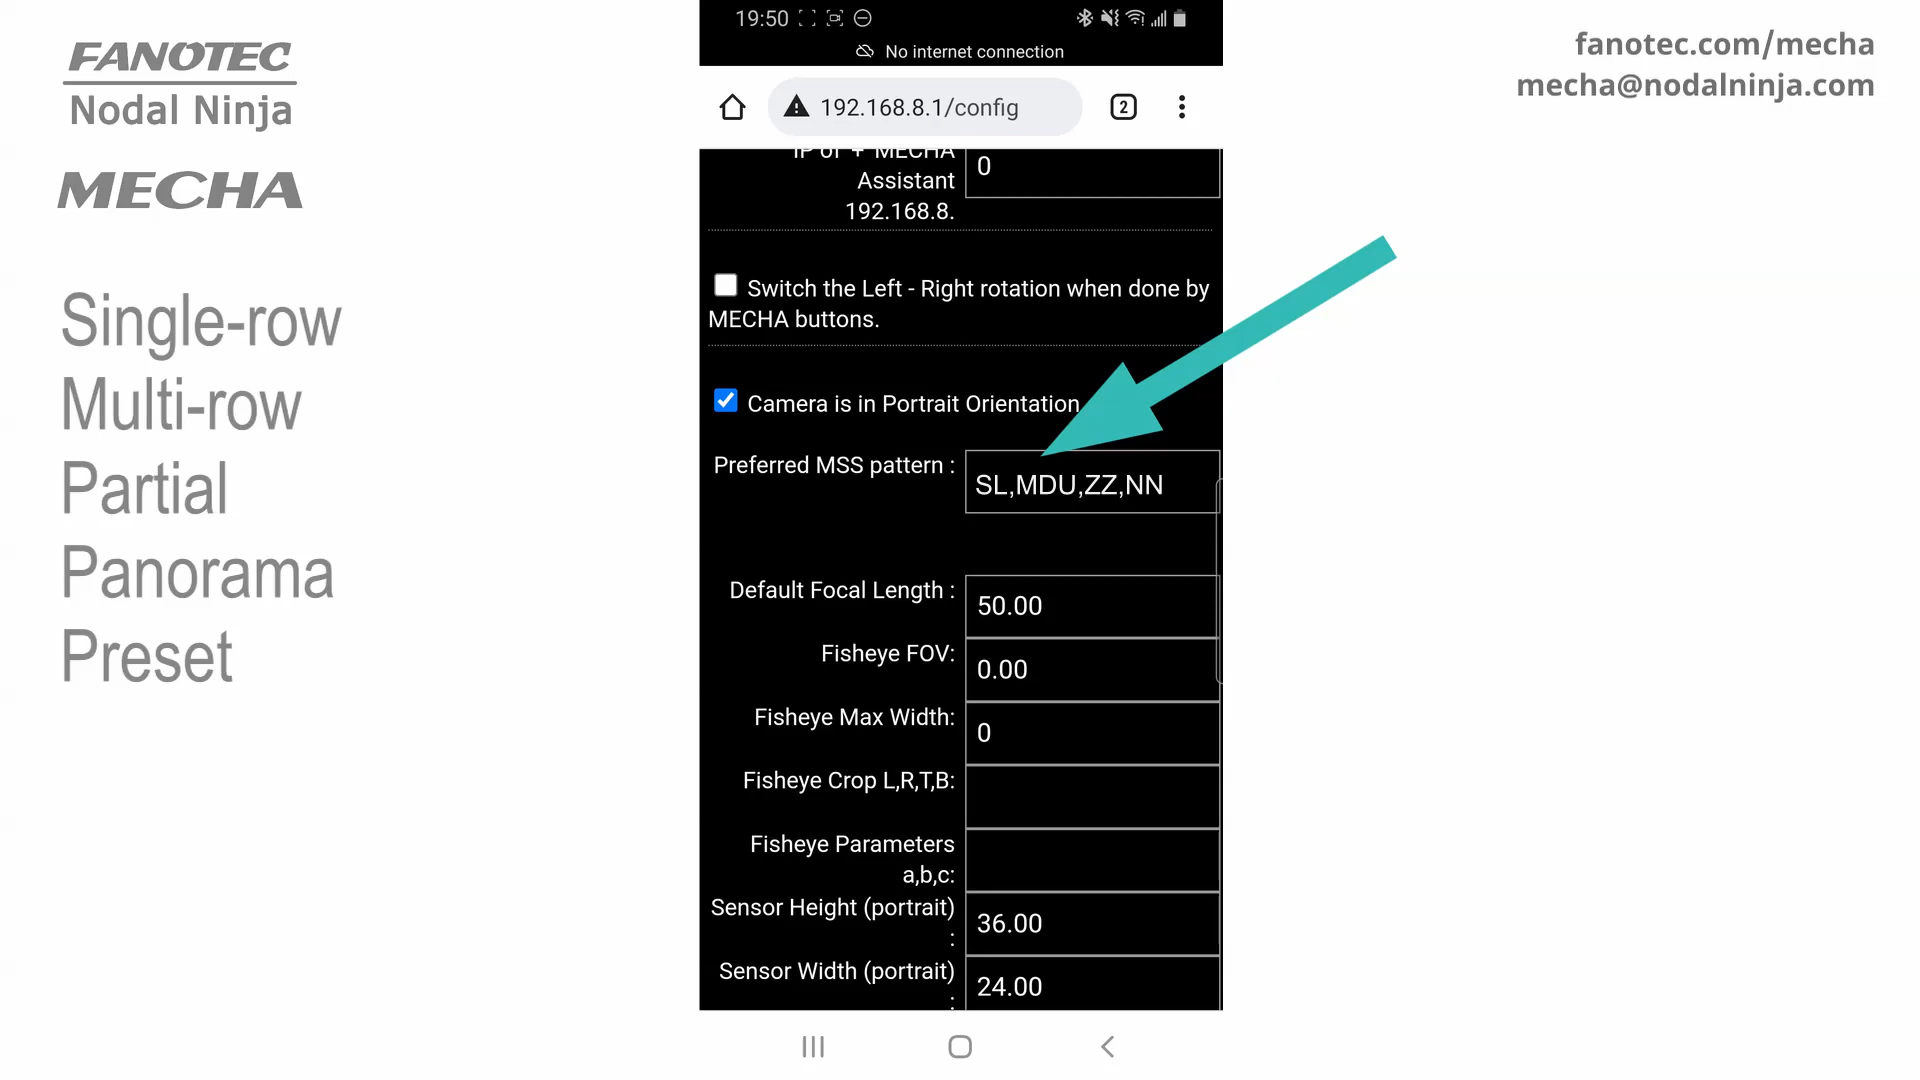 FANOTEC
Nodal Ninja
MECHA
Single-row
Multi-row
Partial
Panorama
Preset
19:50
No internet connection
192.168.8.1/config
2
IP of + MECHA
Assistant
192.168.8.
0
Switch the Left - Right rotation when done by
MECHA buttons.
Camera is in Portrait Orientation
Preferred MSS pattern :
SL,MDU,ZZ,NN
Default Focal Length :
50.00
Fisheye FOV:
0.00
Fisheye Max Width:
0
Fisheye Crop L,R,T,B:
Fisheye Parameters
a,b,c:
Sensor Height (portrait)
:
36.00
Sensor Width (portrait)
:
24.00
fanotec.com/mecha
mecha@nodalninja.com